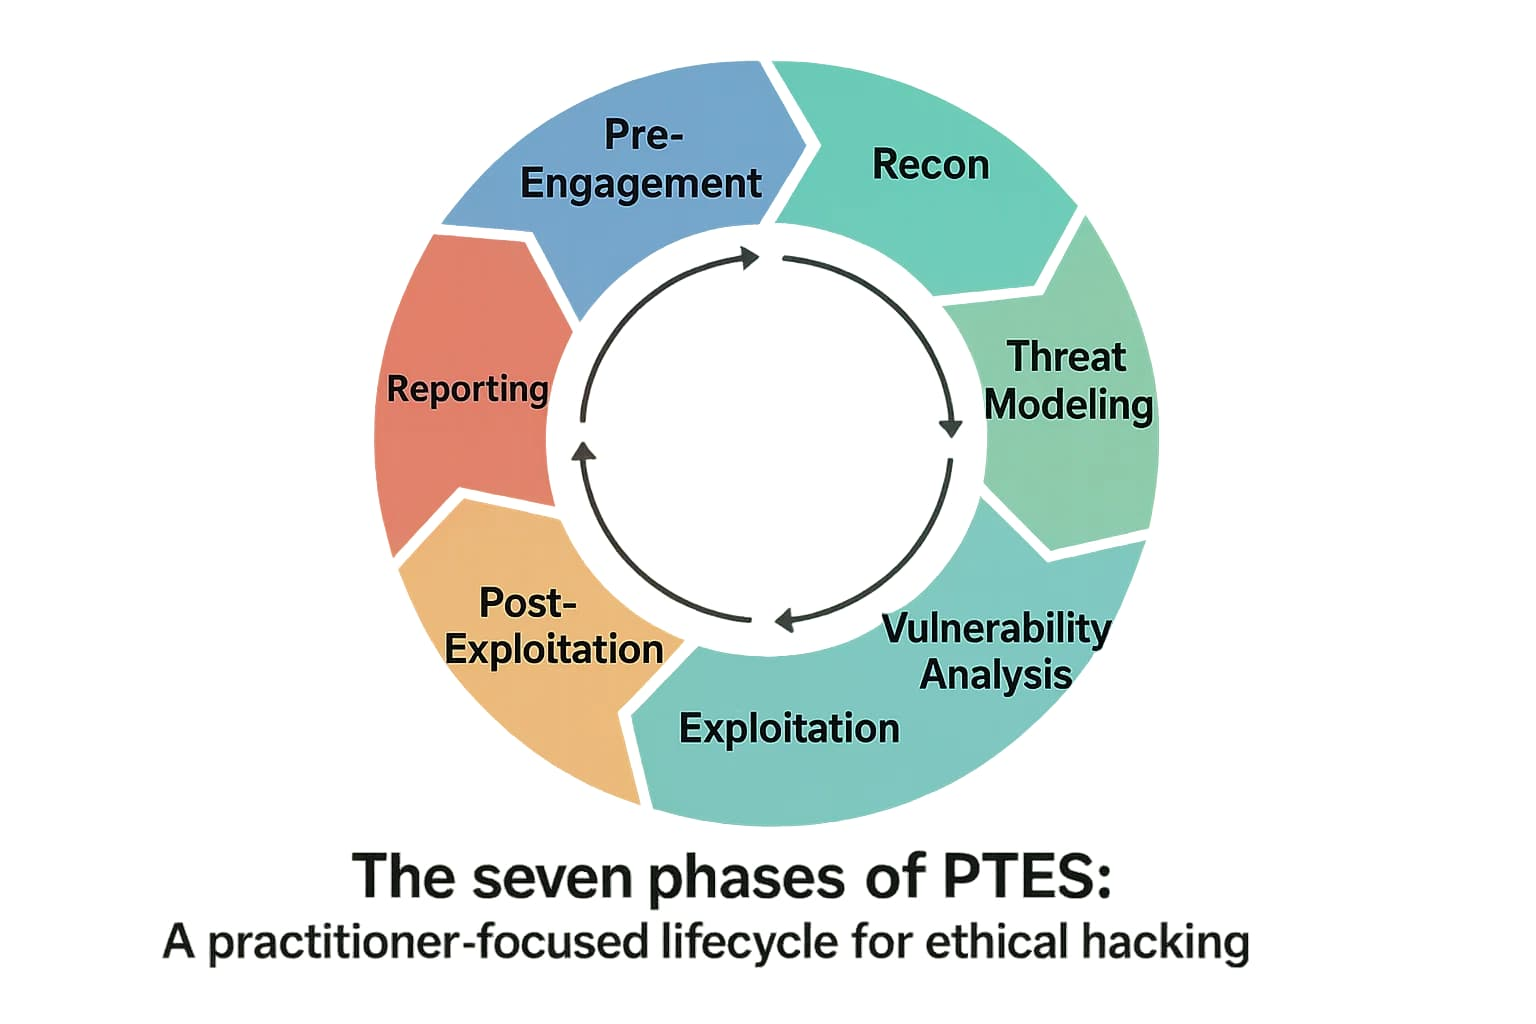 Pre-
Engagement
Recon
Threat
Modeling
Vulnerability
Analysis
Exploitation
Post-
Exploitation
Reporting
The seven phases of PTES:
A practitioner-focused lifecycle for ethical hacking